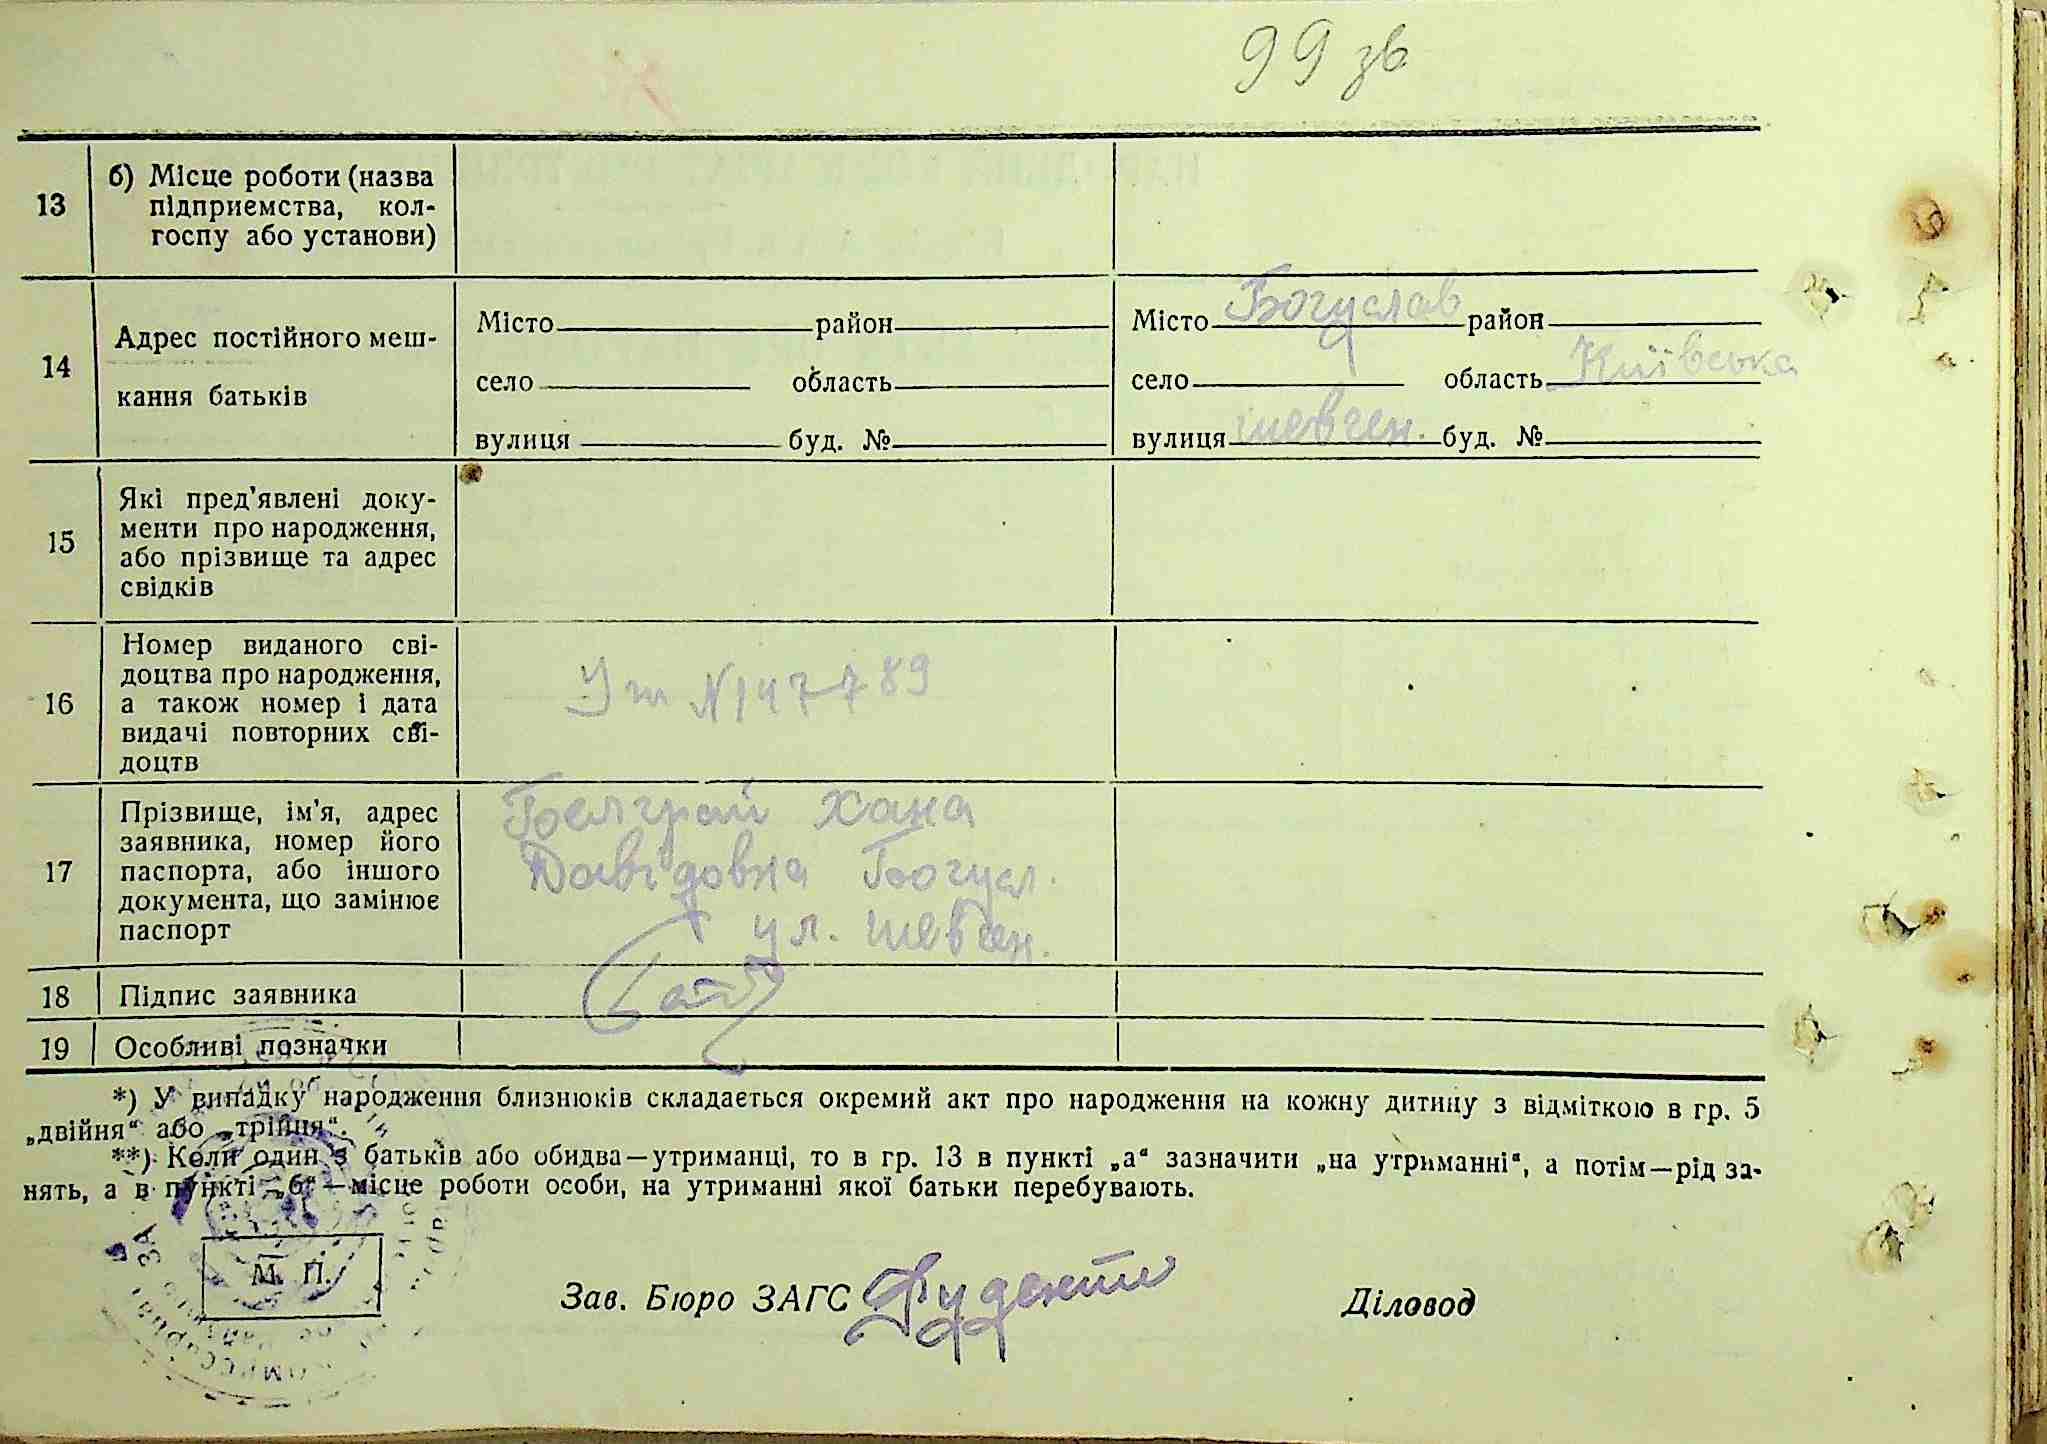 99 зв
13
б) Місце роботи (назва
підприємства, кол-
госпу або установи)
14
Адрес постійного меш-
кання батьків
Місто район
село область
вулиця буд. №
Місто Богуслав район
село область Київська
вулиця шевчен. буд. №
15
Які пред'явлені доку-
менти про народження,
або прізвище та адрес
свідків
16
Номер виданого сві-
доцтва про народження,
а також номер і дата
видачі повторних сві-
доцтв
N 147789
17
Прізвище, ім'я, адрес
заявника, номер його
паспорта, або іншого
документа, що замінює
паспорт
Хана
Давідовна Богусл.
ул. шевчен.
18 Підпис заявника
19 Особливі позначки
*) У випадку народження близнюків складається окремий акт про народження на кожну дитину з відміткою в гр. 5
„двійня“ або „трійня“.
**) Коли один з батьків або обидва—утриманці, то в гр. 13 в пункті „а“ зазначити „на утриманні“, а потім—рід за-
нять, а в пункті „б“—місце роботи особи, на утриманні якої батьки перебувають.
М. П.
Зав. Бюро ЗАГС
Діловод